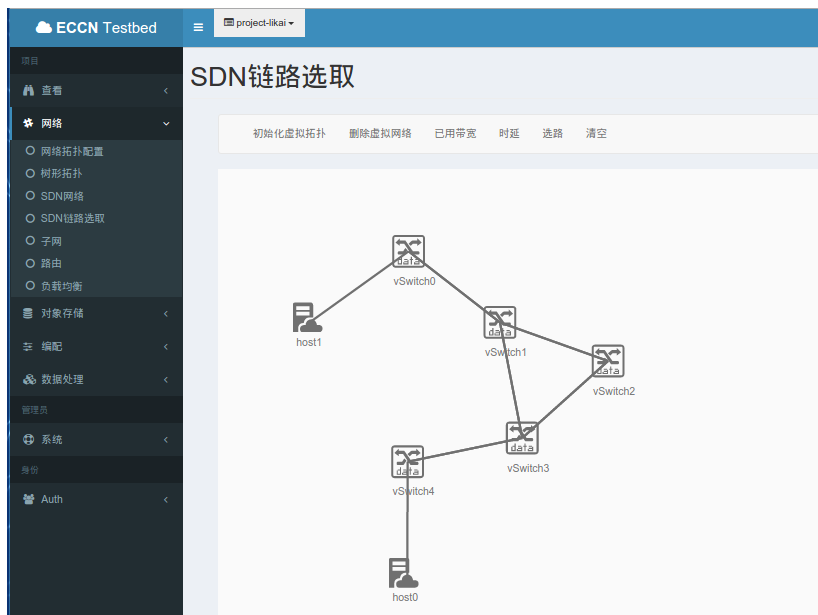 ECCN Testbed
project-likai
项目
查看
网络
网络拓扑配置
树形拓扑
SDN网络
SDN链路选取
子网
路由
负载均衡
对象存储
编配
数据处理
管理员
系统
身份
Auth
SDN链路选取
初始化虚拟拓扑 删除虚拟网络 已用带宽 时延 选路 清空
data
vSwitch0
host1
data
vSwitch1
data
vSwitch2
data
vSwitch3
data
vSwitch4
host0